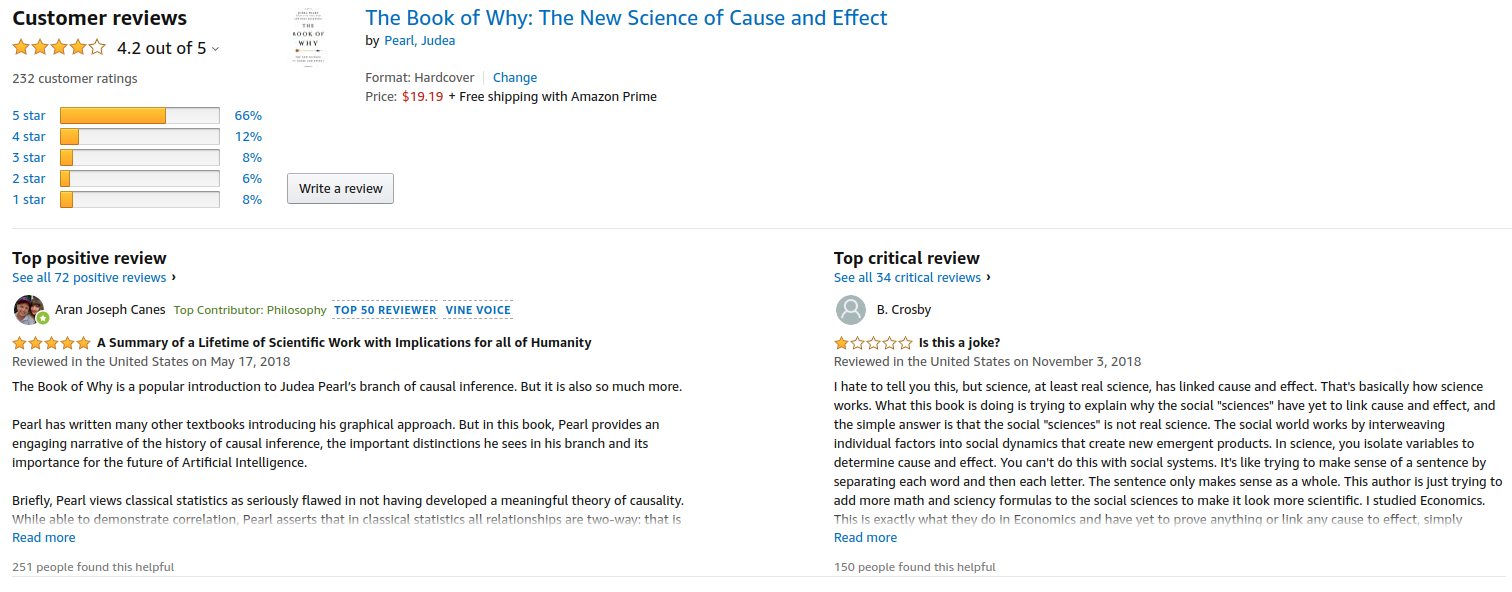 Customer reviews
4.2 out of 5
232 customer ratings
5 star 66%
4 star 12%
3 star 8%
2 star 6%
1 star 8%
THE
BOOK OF
WHY
The Book of Why: The New Science of Cause and Effect
by Pearl, Judea
Format: Hardcover Change
Price: $19.19 + Free shipping with Amazon Prime
Write a review
Top positive review
See all 72 positive reviews ›
Aran Joseph Canes Top Contributor: Philosophy TOP 50 REVIEWER VINE VOICE
A Summary of a Lifetime of Scientific Work with Implications for all of Humanity
Reviewed in the United States on May 17, 2018
The Book of Why is a popular introduction to Judea Pearl's branch of causal inference. But it is also so much more.
Pearl has written many other textbooks introducing his graphical approach. But in this book, Pearl provides an
engaging narrative of the history of causal inference, the important distinctions he sees in his branch and its
importance for the future of Artificial Intelligence.
Briefly, Pearl views classical statistics as seriously flawed in not having developed a meaningful theory of causality.
While able to demonstrate correlation, Pearl asserts that in classical statistics all relationships are two-way: that is
Read more
251 people found this helpful
Top critical review
See all 34 critical reviews ›
B. Crosby
Is this a joke?
Reviewed in the United States on November 3, 2018
I hate to tell you this, but science, at least real science, has linked cause and effect. That's basically how science
works. What this book is doing is trying to explain why the social "sciences" have yet to link cause and effect, and
the simple answer is that the social "sciences" is not real science. The social world works by interweaving
individual factors into social dynamics that create new emergent products. In science, you isolate variables to
determine cause and effect. You can't do this with social systems. It's like trying to make sense of a sentence by
separating each word and then each letter. The sentence only makes sense as a whole. This author is just trying to
add more math and sciency formulas to the social sciences to make it look more scientific. I studied Economics.
This is exactly what they do in Economics and have yet to prove anything or link any cause to effect, simply
Read more
150 people found this helpful